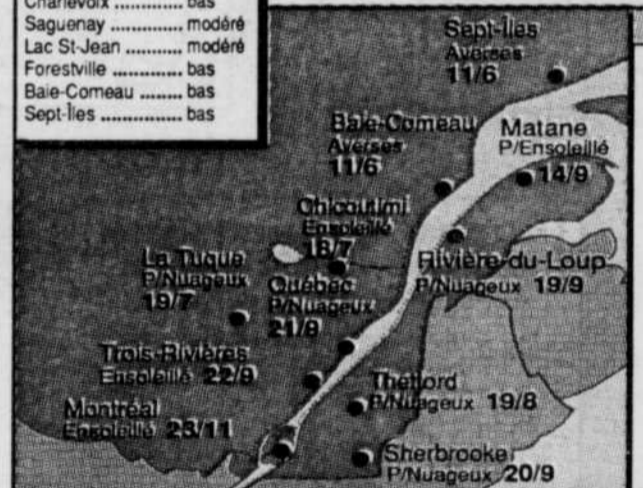 Charlevoix ............. bas
Saguenay ........... modéré
Lac St-Jean ......... modéré
Forestville ............ bas
Baie-Comeau ......... bas
Sept-Îles ................ bas
Sept-Îles
Averses
11/6
Baie-Comeau
Averses
11/6
Matane
P/Ensoleillé
14/9
Chicoutimi
Ensoleillé
18/7
Rivière-du-Loup
P/Nuageux 19/9
La Tuque
P/Nuageux
19/7
Québec
P/Nuageux
21/9
Trois-Rivières
Ensoleillé 22/9
Thetford
P/Nuageux 19/8
Montréal
Ensoleillé 23/11
Sherbrooke
P/Nuageux 20/9